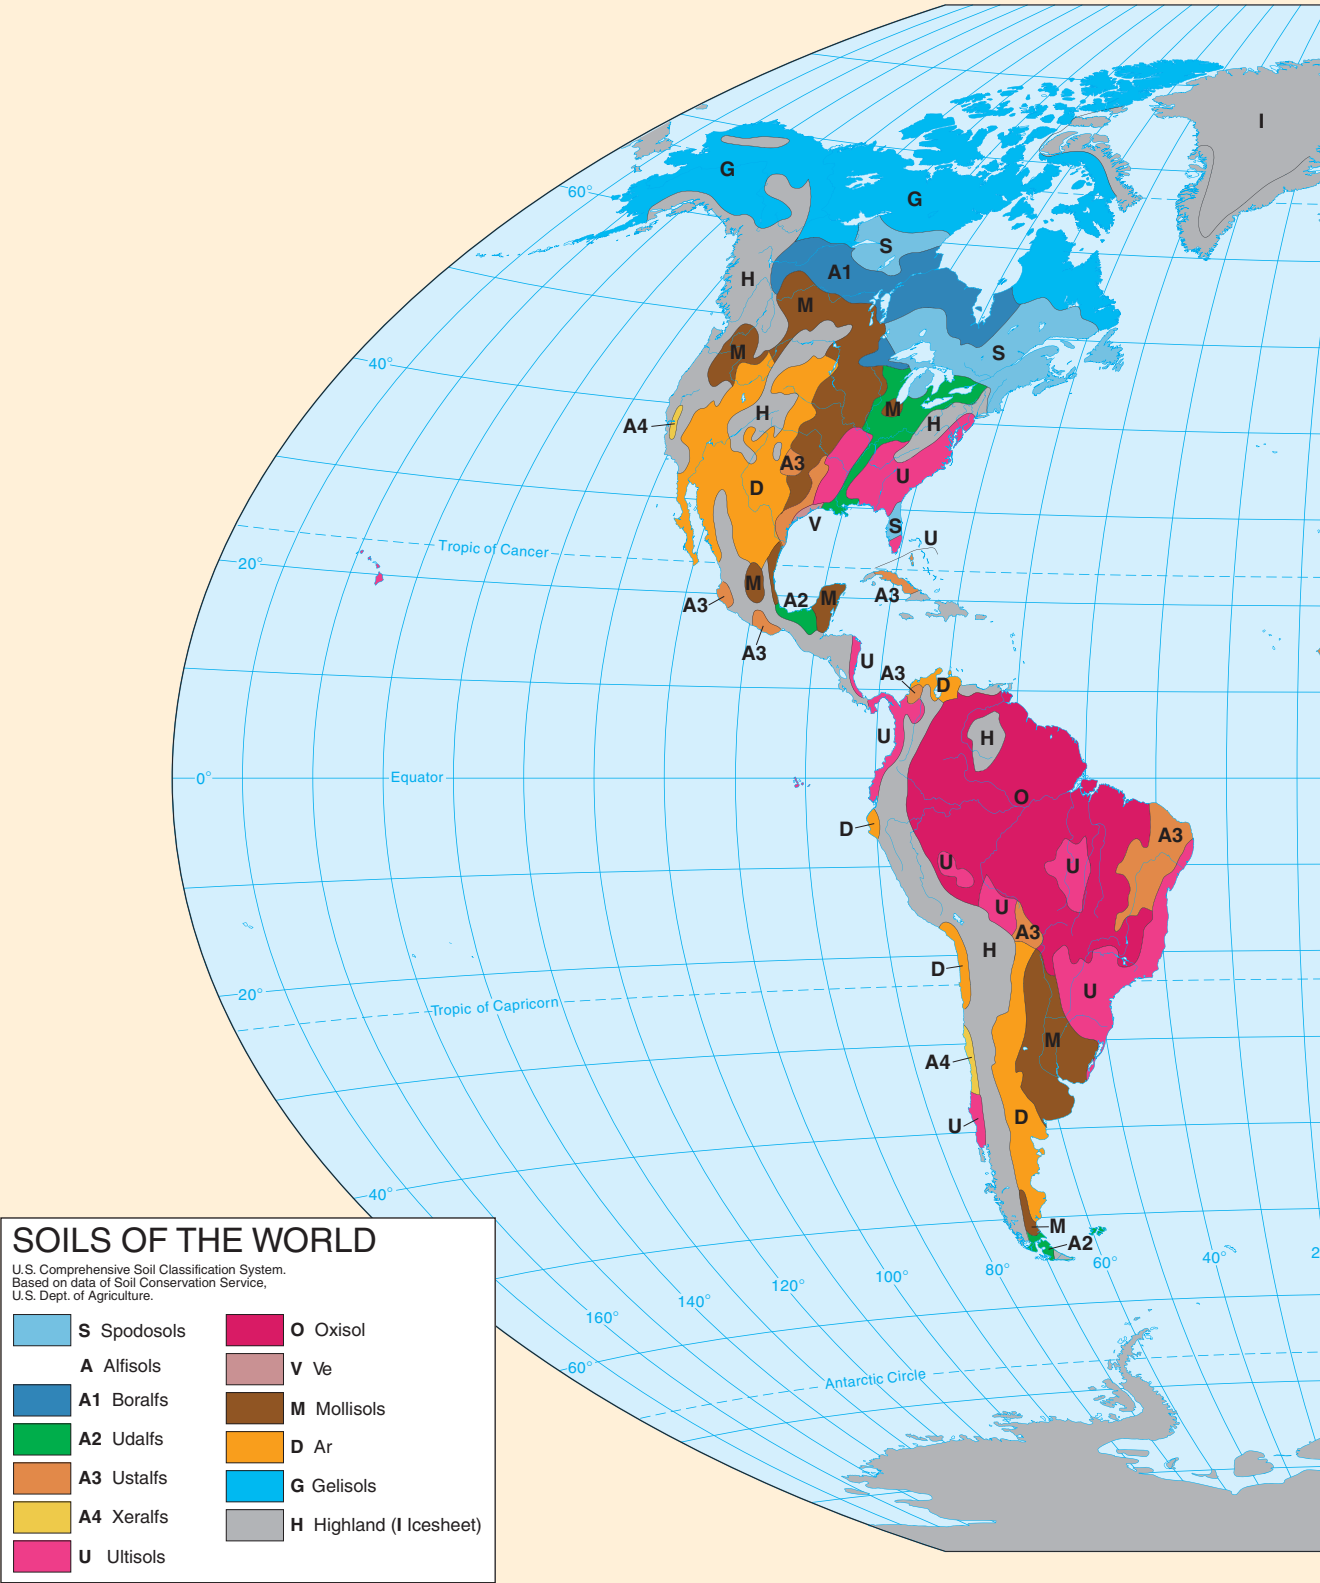 I
G
60°
G
S
A1
H
M
M
S
40°
M
H
H
A4
U
A3
D
V
S
U
Tropic of Cancer
20°
M
A2
M
A3
A3
A3
U
A3
D
U
H
0°
Equator
O
D
A3
U
U
U
A3
H
D
U
20°
Tropic of Capricorn
M
A4
D
U
40°
M
A2
60°
40°
2
80°
100°
120°
140°
160°
60°
Antarctic Circle
SOILS OF THE WORLD
U.S. Comprehensive Soil Classification System.
Based on data of Soil Conservation Service,
U.S. Dept. of Agriculture.
S Spodosols
A Alfisols
A1 Boralfs
A2 Udalfs
A3 Ustalfs
A4 Xeralfs
U Ultisols
O Oxisol
V Ve
M Mollisols
D Ar
G Gelisols
H Highland (I Icesheet)